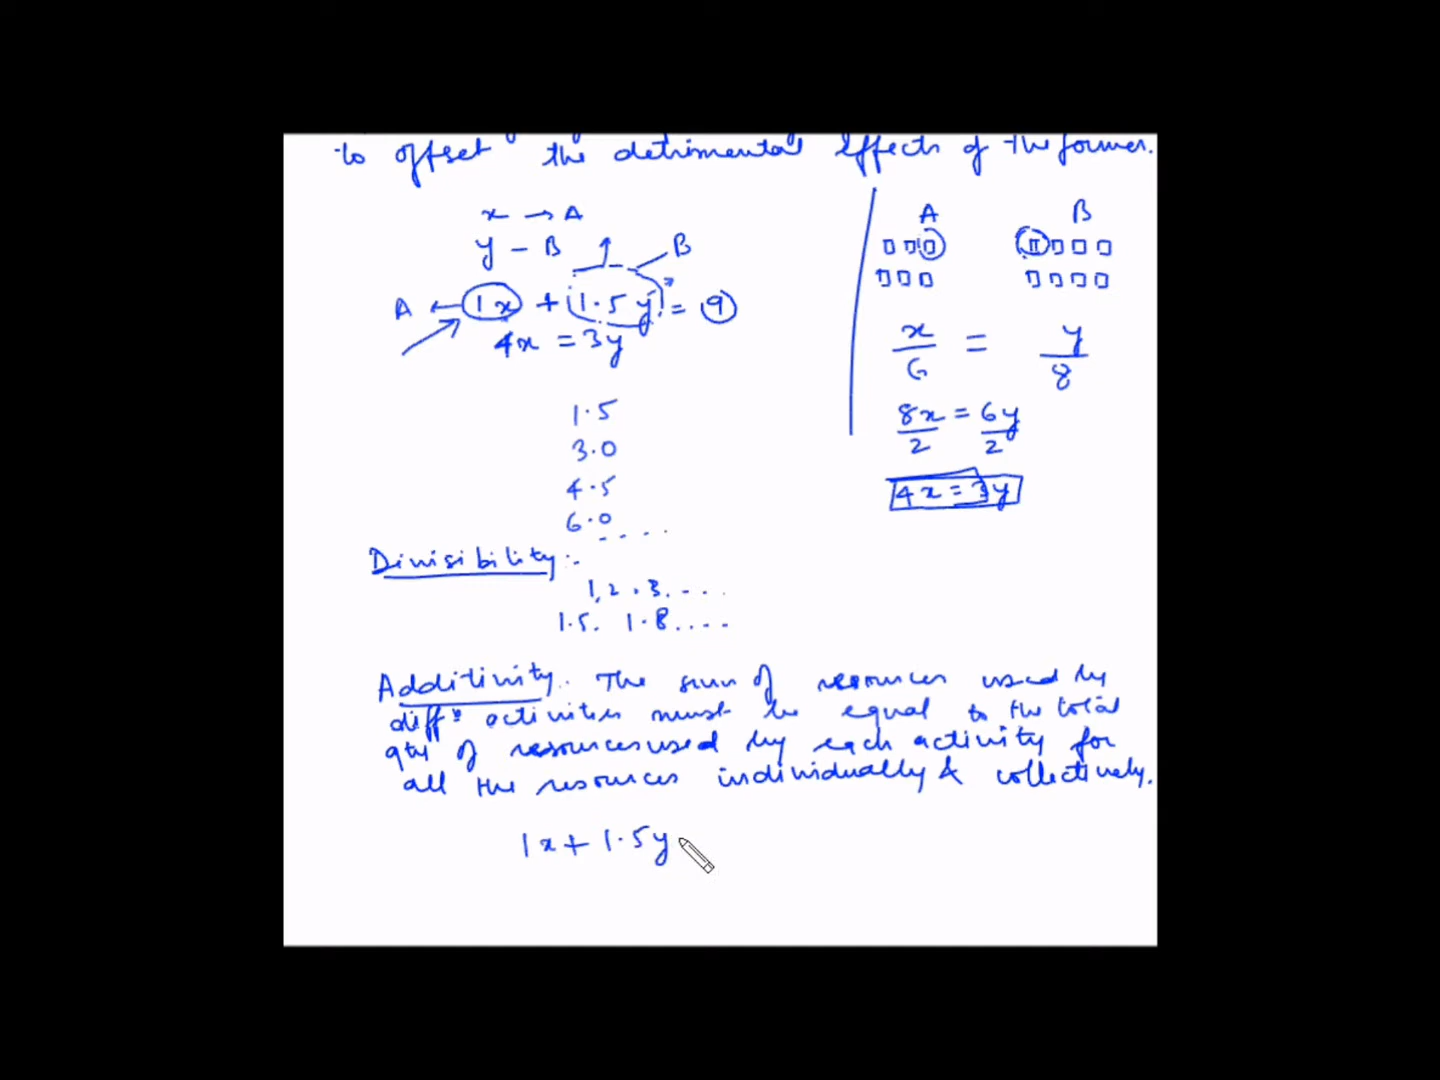 to offset the detrimental effects of the former.
x → A
y - B
B
A ← 1x + 1.5y = 9
4x = 3y
1.5
3.0
4.5
6.0
....
A B
x/6 = y/8
8x/2 = 6y/2
4x = 3y
Divisibility :-
1, 2 . 3. ...
1.5. 1.8....
Additivity. The sum of resources used by
diff. activities must be equal to the total
qty of resources used by each activity for
all the resources individually & collectively.
1x + 1.5y